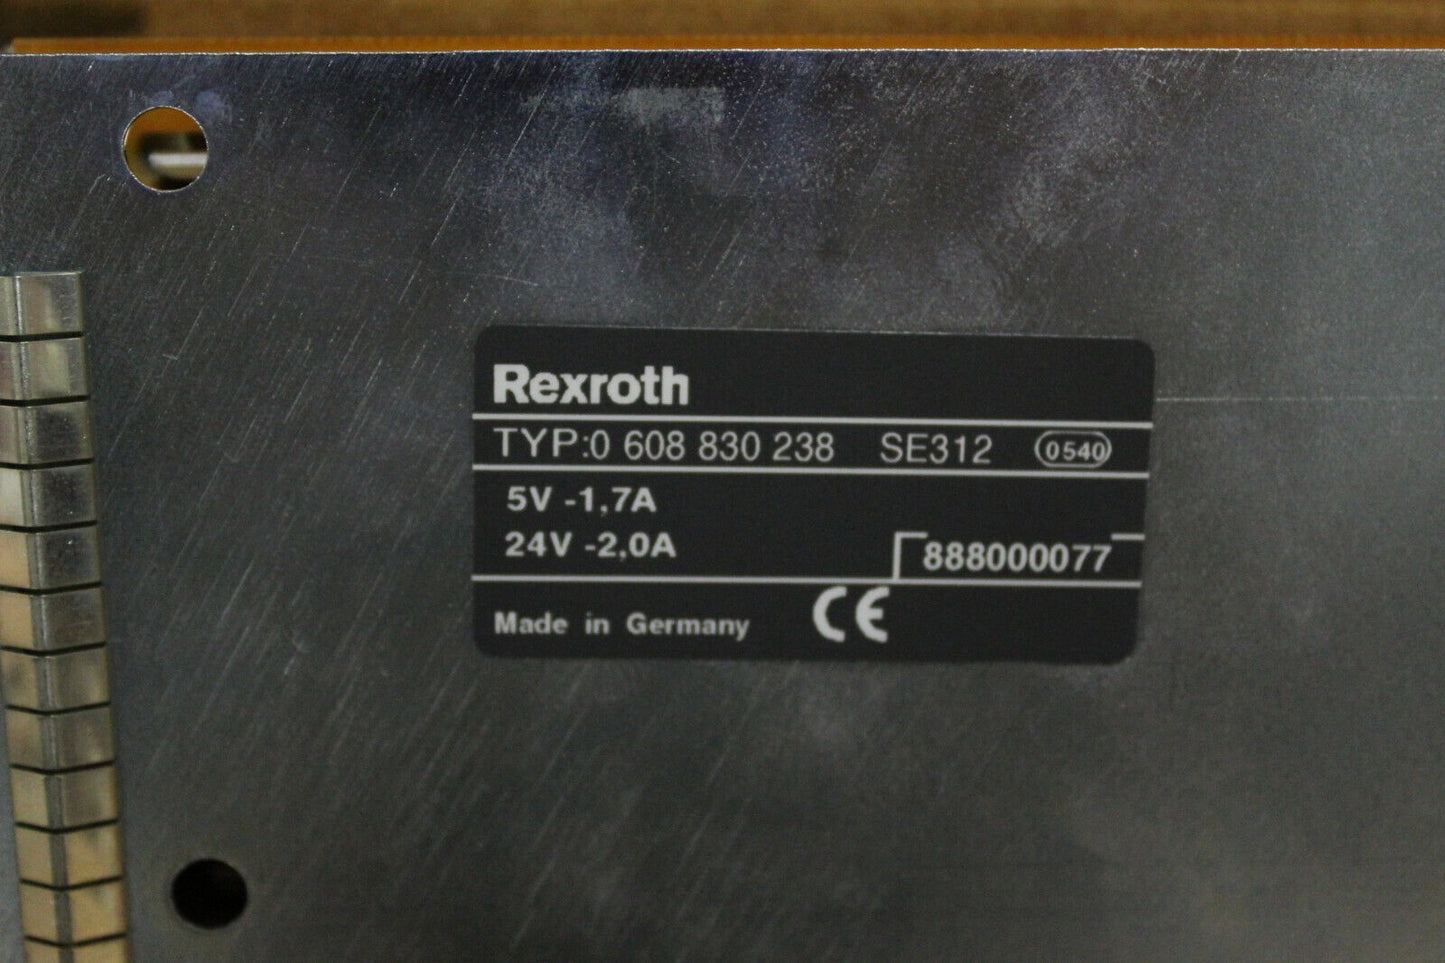 Rexroth
TYP:0 608 830 238 SE312 0540
5V -1,7A
24V -2,0A
888000077
Made in Germany CE